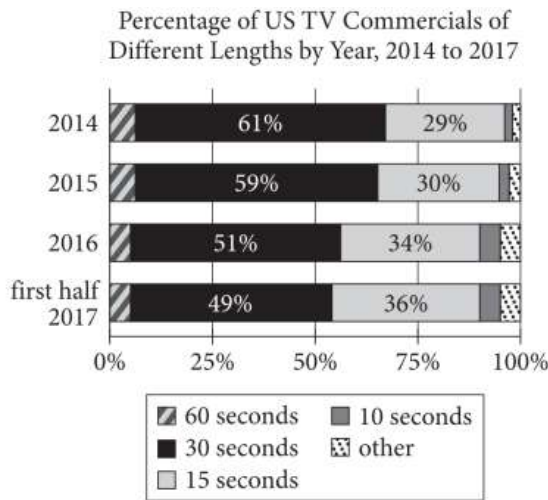 Percentage of US TV Commercials of
Different Lengths by Year, 2014 to 2017
2014
61%
29%
2015
59%
30%
2016
51%
34%
first half
2017
49%
36%
0%
25%
50%
75%
100%
60 seconds
10 seconds
30 seconds
other
15 seconds